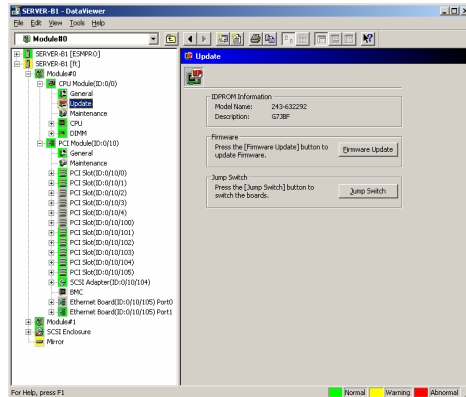 SERVER-B1 - DataViewer
File Edit View Tools Help
Module#0
SERVER-B1 [ESMPRO]
SERVER-B1 [ft]
Module#0
CPU Module(ID:0/0)
General
Update
Maintenance
CPU
DIMM
PCI Module(ID:0/10)
General
Maintenance
PCI Slot(ID:0/10/0)
PCI Slot(ID:0/10/1)
PCI Slot(ID:0/10/2)
PCI Slot(ID:0/10/3)
PCI Slot(ID:0/10/4)
PCI Slot(ID:0/10/100)
PCI Slot(ID:0/10/101)
PCI Slot(ID:0/10/102)
PCI Slot(ID:0/10/103)
PCI Slot(ID:0/10/104)
PCI Slot(ID:0/10/105)
SCSI Adapter(ID:0/10/104)
BMC
Ethernet Board(ID:0/10/105) Port0
Ethernet Board(ID:0/10/105) Port1
Module#1
SCSI Enclosure
Mirror
Update
IDPROM Information
Model Name: 243-632292
Description: G7JBF
Firmware
Press the [Firmware Update] button to
update Firmware.
Firmware Update
Jump Switch
Press the [Jump Switch] button to
switch the boards.
Jump Switch
For Help, press F1
Normal Warning Abnormal